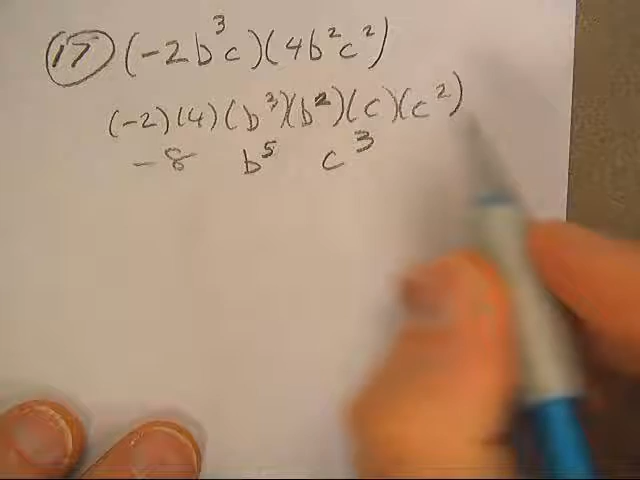 17 (-2b³c)(4b²c²)
(-2)(4)(b³)(b²)(c)(c²)
-8 b⁵ c³